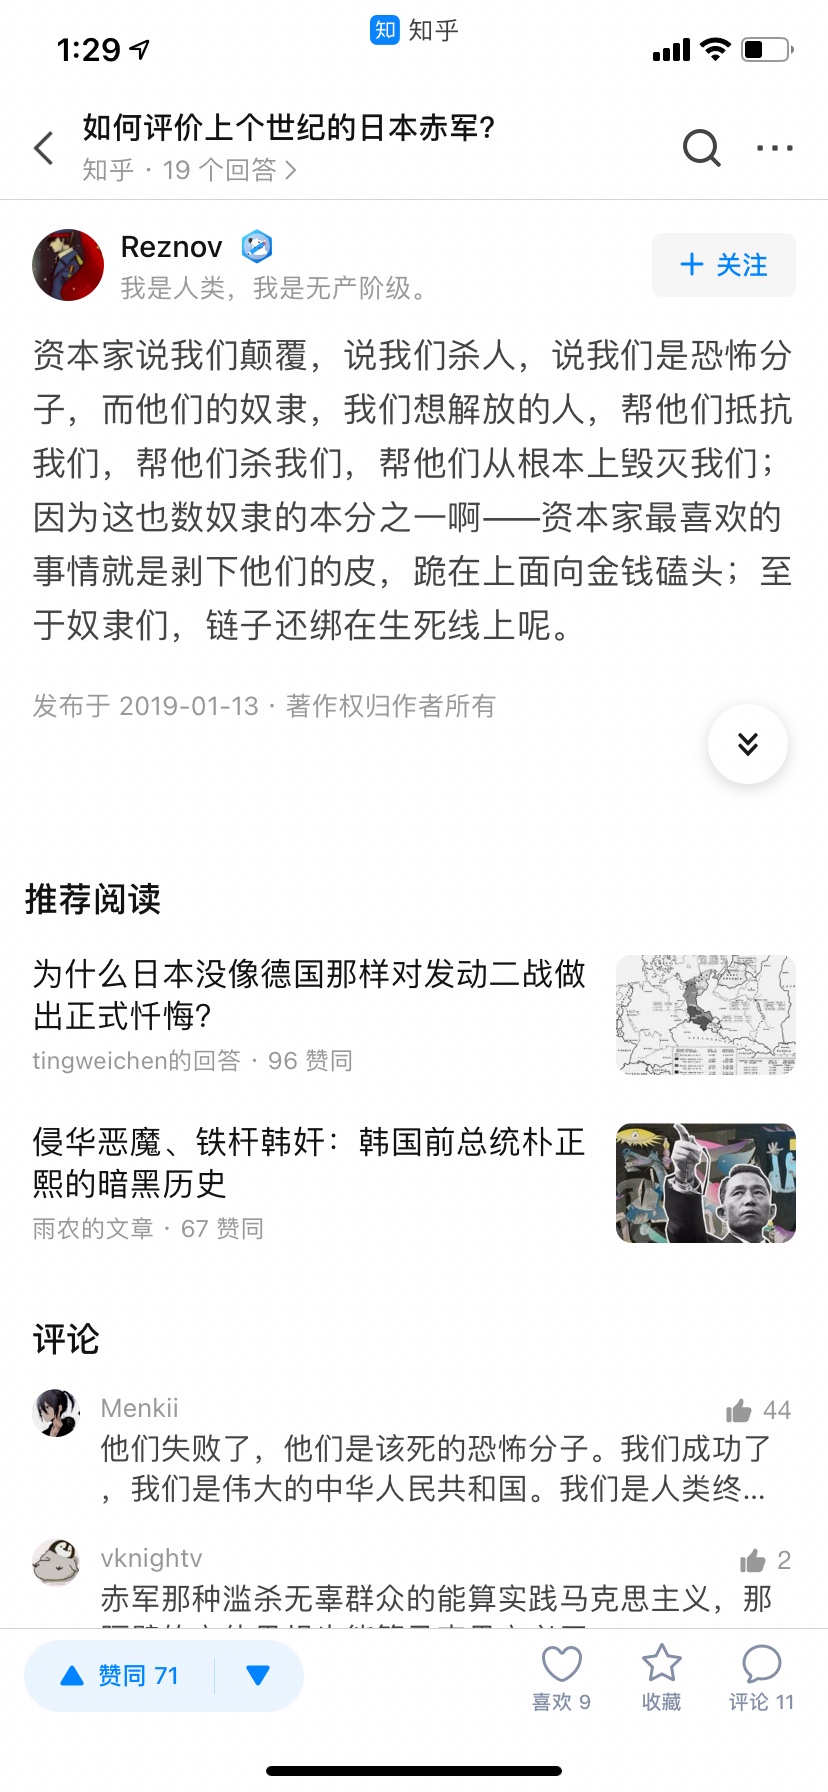 知 知乎
1:29
如何评价上个世纪的日本赤军?
知乎 · 19 个回答 >
Reznov
我是人类，我是无产阶级。
+ 关注
资本家说我们颠覆，说我们杀人，说我们是恐怖分
子，而他们的奴隶，我们想解放的人，帮他们抵抗
我们，帮他们杀我们，帮他们从根本上毁灭我们；
因为这也数奴隶的本分之一啊——资本家最喜欢的
事情就是剥下他们的皮，跪在上面向金钱磕头；至
于奴隶们，链子还绑在生死线上呢。
发布于 2019-01-13 · 著作权归作者所有
推荐阅读
为什么日本没像德国那样对发动二战做
出正式忏悔?
tingweichen的回答 · 96 赞同
侵华恶魔、铁杆韩奸：韩国前总统朴正
熙的暗黑历史
雨农的文章 · 67 赞同
评论
Menkii
44
他们失败了，他们是该死的恐怖分子。我们成功了
，我们是伟大的中华人民共和国。我们是人类终...
vknightv
2
赤军那种滥杀无辜群众的能算实践马克思主义，那
赞同 71
喜欢 9
收藏
评论 11